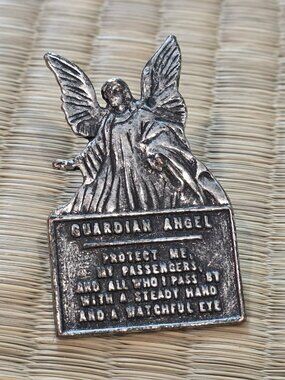 GUARDIAN ANGEL
PROTECT ME,
MY PASSENGERS,
AND ALL WHO I PASS BY
WITH A STEADY HAND
AND A WATCHFUL EYE